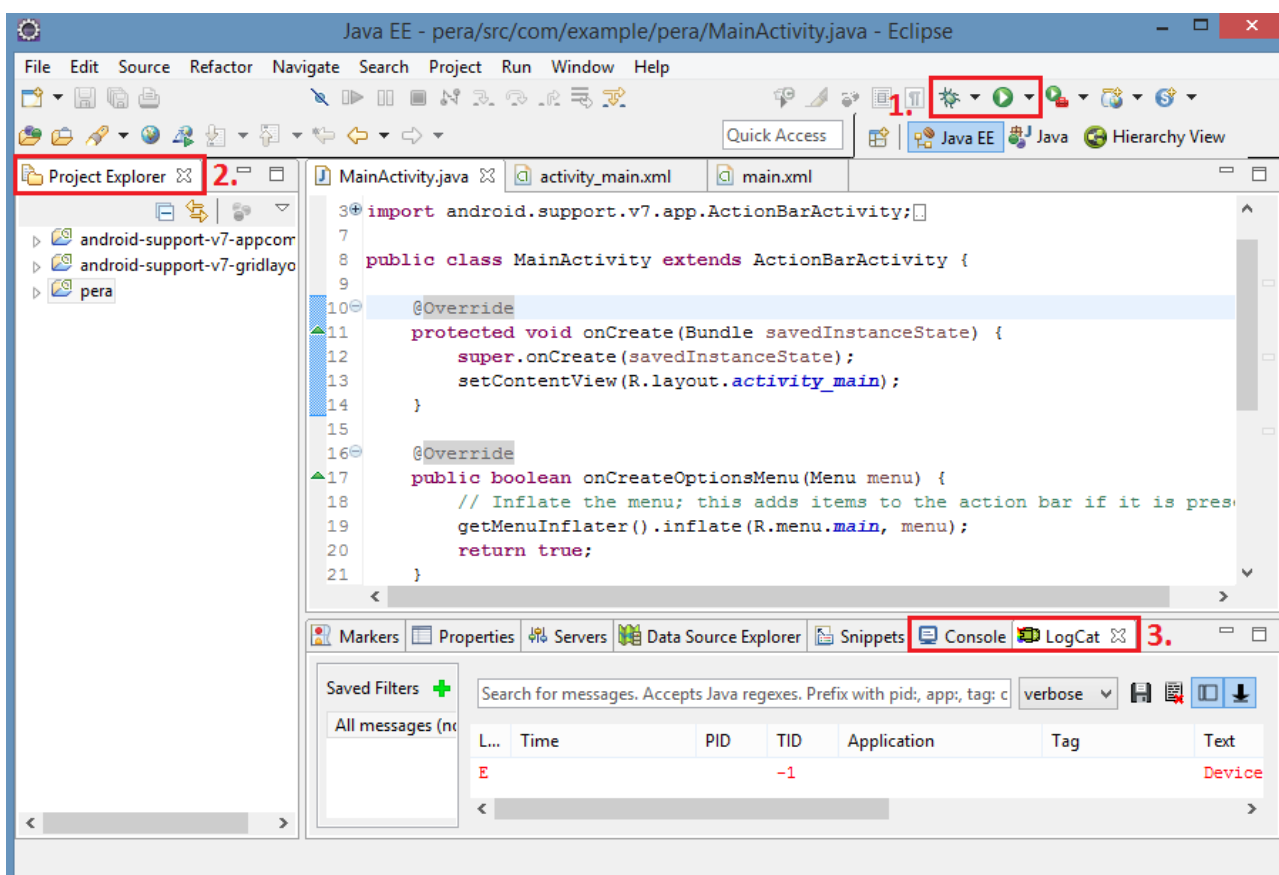 Java EE - pera/src/com/example/pera/MainActivity.java - Eclipse
File Edit Source Refactor Navigate Search Project Run Window Help
1.
Quick Access
Java EE
Java
Hierarchy View
Project Explorer
2.
android-support-v7-appcom
android-support-v7-gridlayo
pera
MainActivity.java
activity_main.xml
main.xml
3 import android.support.v7.app.ActionBarActivity;
7
8 public class MainActivity extends ActionBarActivity {
9
10 @Override
11 protected void onCreate(Bundle savedInstanceState) {
12 super.onCreate(savedInstanceState);
13 setContentView(R.layout.activity_main);
14 }
15
16 @Override
17 public boolean onCreateOptionsMenu(Menu menu) {
18 // Inflate the menu; this adds items to the action bar if it is pres
19 getMenuInflater().inflate(R.menu.main, menu);
20 return true;
21 }
Markers Properties Servers Data Source Explorer Snippets Console LogCat 3.
Saved Filters
All messages (no
Search for messages. Accepts Java regexes. Prefix with pid:, app:, tag: c
verbose
L... Time PID TID Application Tag Text
E -1 Device